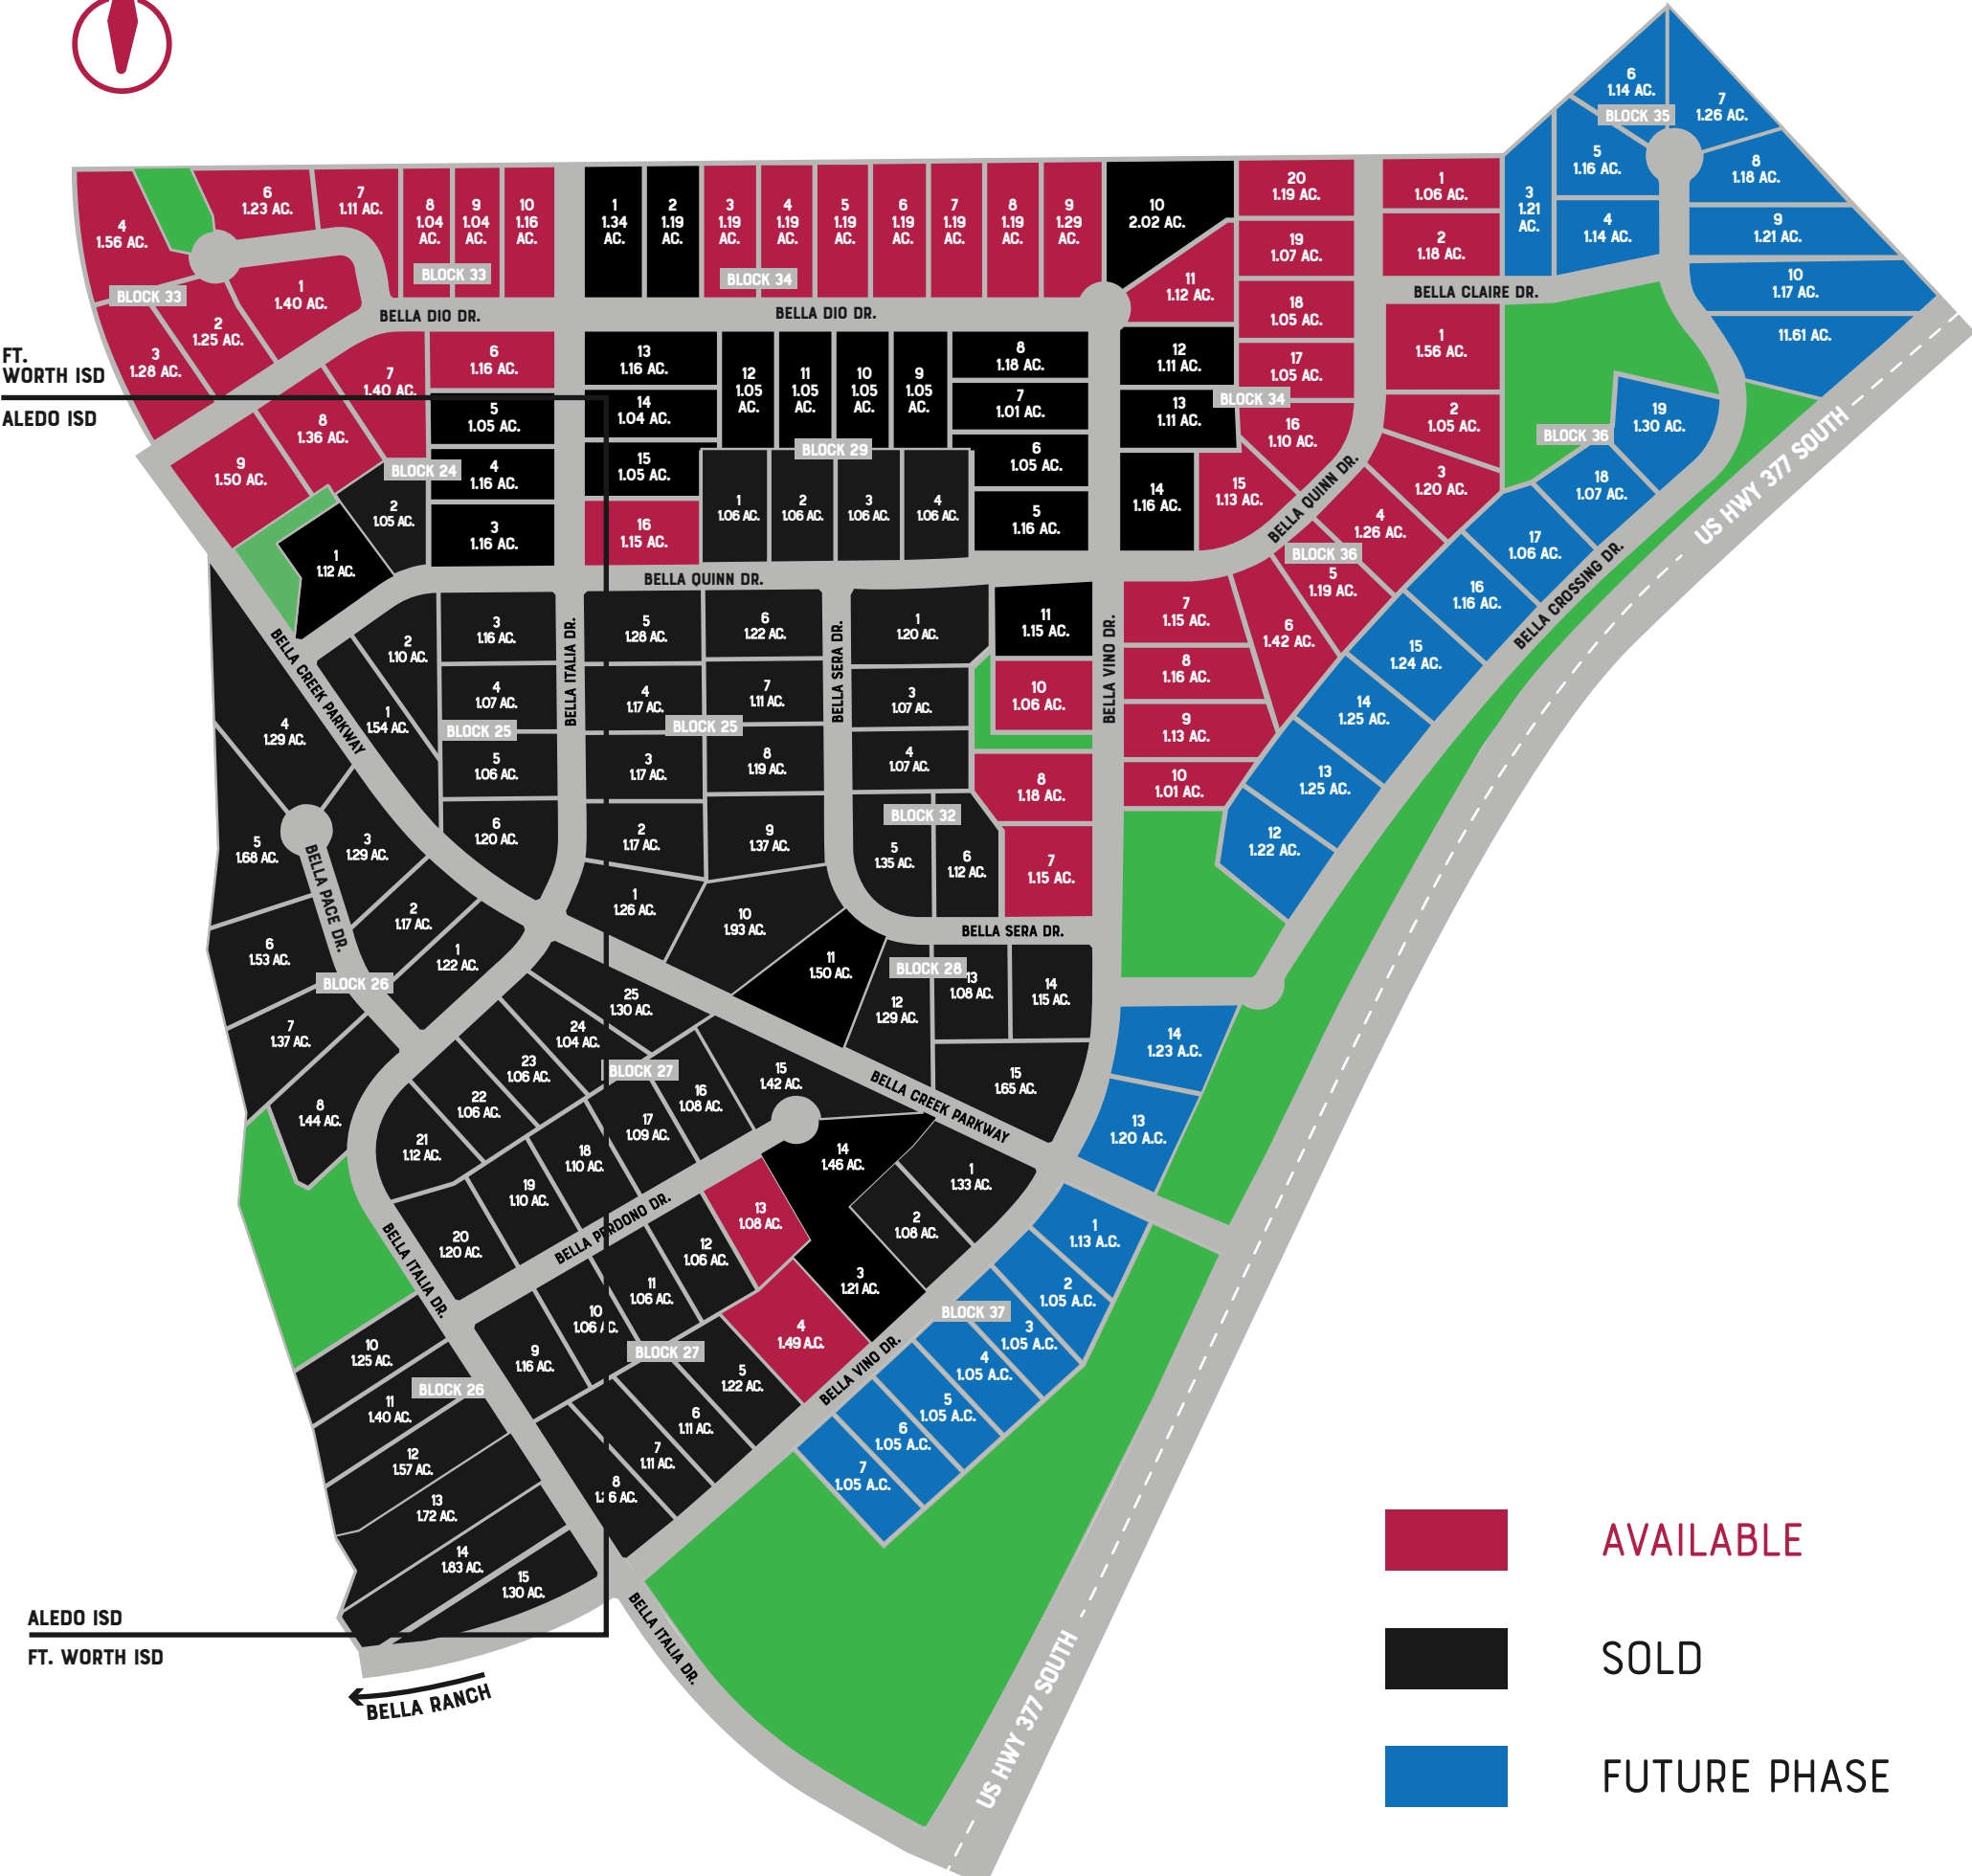 6
1.14 AC.
7
1.26 AC.
BLOCK 35
5
1.16 AC.
8
1.18 AC.
3
1.21
AC.
4
1.14 AC.
9
1.21 AC.
10
1.17 AC.
11.61 AC.
4
1.56 AC.
6
1.23 AC.
7
1.11 AC.
8
1.04
AC.
9
1.04
AC.
10
1.16
AC.
BLOCK 33
BLOCK 33
1
1.40 AC.
2
1.25 AC.
3
1.28 AC.
1
1.34
AC.
2
1.19
AC.
3
1.19
AC.
4
1.19
AC.
5
1.19
AC.
6
1.19
AC.
7
1.19
AC.
8
1.19
AC.
9
1.29
AC.
BLOCK 34
10
2.02 AC.
11
1.12 AC.
20
1.19 AC.
19
1.07 AC.
18
1.05 AC.
17
1.05 AC.
BLOCK 34
16
1.10 AC.
15
1.13 AC.
12
1.11 AC.
13
1.11 AC.
14
1.16 AC.
1
1.06 AC.
2
1.18 AC.
BELLA CLAIRE DR.
BELLA DIO DR.
BELLA DIO DR.
FT.
WORTH ISD
ALEDO ISD
6
1.16 AC.
7
1.40 AC.
8
1.36 AC.
9
1.50 AC.
BLOCK 24
5
1.05 AC.
4
1.16 AC.
3
1.16 AC.
2
1.05 AC.
1
1.12 AC.
13
1.16 AC.
14
1.04 AC.
15
1.05 AC.
16
1.15 AC.
12
1.05
AC.
11
1.05
AC.
10
1.05
AC.
9
1.05
AC.
8
1.18 AC.
7
1.01 AC.
6
1.05 AC.
5
1.16 AC.
BLOCK 29
1
1.06 AC.
2
1.06 AC.
3
1.06 AC.
4
1.06 AC.
1
1.56 AC.
2
1.05 AC.
3
1.20 AC.
4
1.26 AC.
BLOCK 36
5
1.19 AC.
6
1.42 AC.
7
1.15 AC.
8
1.16 AC.
9
1.13 AC.
10
1.01 AC.
BLOCK 36
19
1.30 AC.
18
1.07 AC.
17
1.06 AC.
16
1.16 AC.
15
1.24 AC.
14
1.25 AC.
13
1.25 AC.
12
1.22 AC.
BELLA QUINN DR.
BELLA QUINN DR.
BELLA CROSSING DR.
US HWY 377 SOUTH
BELLA CREEK PARKWAY
BELLA ITALIA DR.
BELLA SERA DR.
BELLA VINO DR.
2
1.10 AC.
1
1.54 AC.
3
1.16 AC.
4
1.07 AC.
BLOCK 25
5
1.06 AC.
6
1.20 AC.
5
1.28 AC.
6
1.22 AC.
4
1.17 AC.
7
1.11 AC.
BLOCK 25
3
1.17 AC.
8
1.19 AC.
2
1.17 AC.
9
1.37 AC.
1
1.26 AC.
10
1.93 AC.
11
1.50 AC.
1
1.20 AC.
11
1.15 AC.
3
1.07 AC.
10
1.06 AC.
4
1.07 AC.
8
1.18 AC.
BLOCK 32
5
1.35 AC.
6
1.12 AC.
7
1.15 AC.
BELLA SERA DR.
BLOCK 28
12
1.29 AC.
13
1.08 AC.
14
1.15 AC.
15
1.65 AC.
4
1.29 AC.
5
1.68 AC.
3
1.29 AC.
BELLA PACE DR.
2
1.17 AC.
1
1.22 AC.
6
1.53 AC.
BLOCK 26
7
1.37 AC.
8
1.44 AC.
25
1.30 AC.
24
1.04 AC.
23
1.06 AC.
22
1.06 AC.
21
1.12 AC.
BLOCK 27
15
1.42 AC.
16
1.08 AC.
17
1.09 AC.
18
1.10 AC.
19
1.10 AC.
20
1.20 AC.
BELLA CREEK PARKWAY
14
1.46 AC.
1
1.33 AC.
2
1.08 AC.
3
1.21 AC.
13
1.08 AC.
12
1.06 AC.
11
1.06 AC.
10
1.06 AC.
9
1.16 AC.
BELLA PERDONO DR.
BELLA ITALIA DR.
BLOCK 27
4
1.49 A.C.
5
1.22 AC.
6
1.11 AC.
7
1.11 AC.
8
AC.
BELLA VINO DR.
14
1.23 A.C.
13
1.20 A.C.
1
1.13 A.C.
2
1.05 A.C.
BLOCK 37
3
1.05 A.C.
4
1.05 A.C.
5
1.05 A.C.
6
1.05 A.C.
7
1.05 A.C.
10
1.25 AC.
BLOCK 26
11
1.40 AC.
12
1.57 AC.
13
1.72 AC.
14
1.83 AC.
15
1.30 AC.
ALEDO ISD
FT. WORTH ISD
BELLA RANCH
BELLA ITALIA DR.
US HWY 377 SOUTH
AVAILABLE
SOLD
FUTURE PHASE